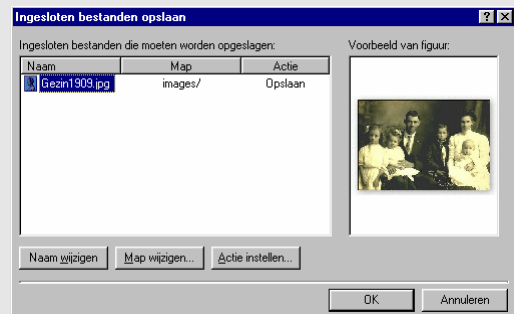 Ingesloten bestanden opslaan
Ingesloten bestanden die moeten worden opgeslagen:
Voorbeeld van figuur:
Naam Map Actie
Gezin1909.jpg images/ Opslaan
Naam wijzigen Map wijzigen... Actie instellen...
OK Annuleren